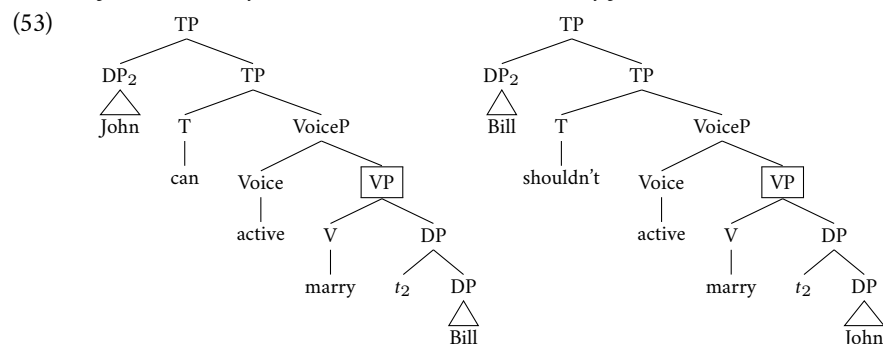 (53) TP TP
DP₂ TP DP₂ TP
John T VoiceP Bill T VoiceP
can Voice VP shouldn't Voice VP
active V DP active V DP
marry t₂ DP marry t₂ DP
Bill John